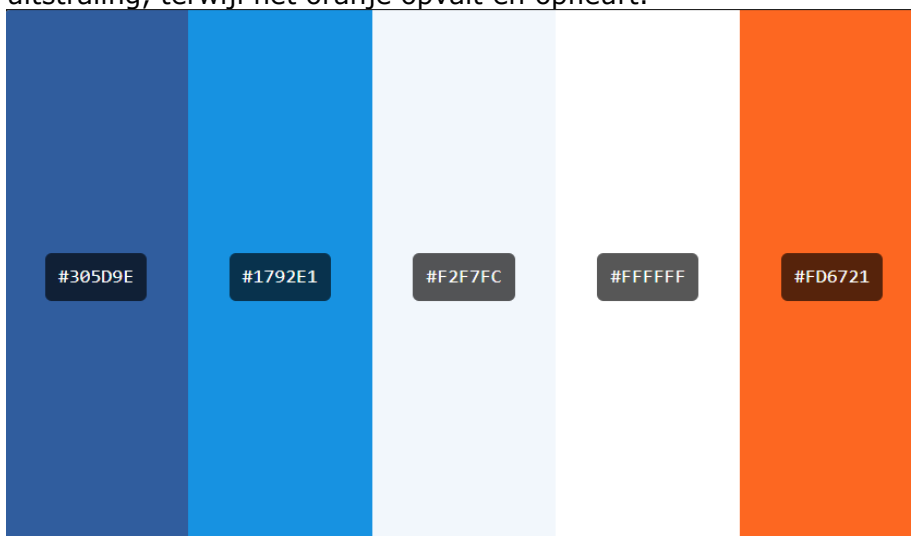 uitstraling, terwijl het oranje opvalt en opfleurt.
#305D9E
#1792E1
#F2F7FC
#FFFFFF
#FD6721